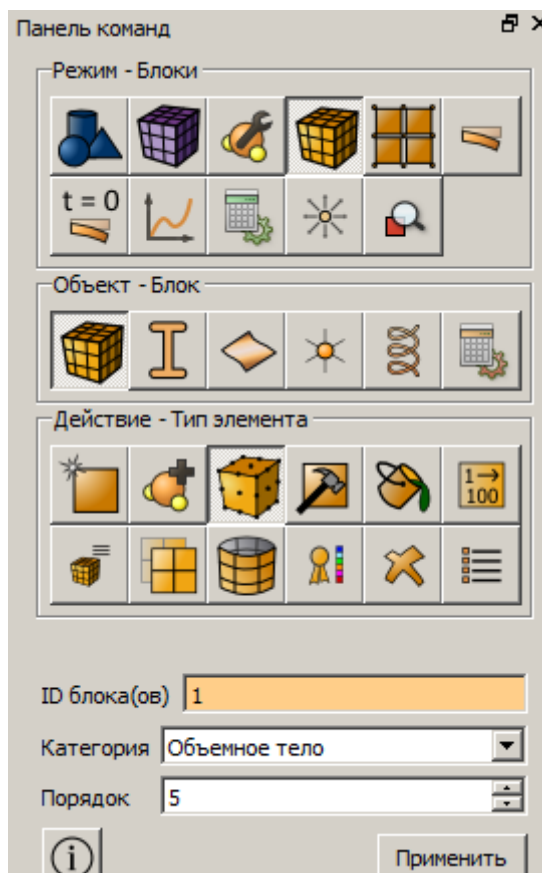 Панель команд
Режим - Блоки
t = 0
Объект - Блок
Действие - Тип элемента
1→
100
ID блока(ов) 1
Категория Объемное тело
Порядок 5
i Применить